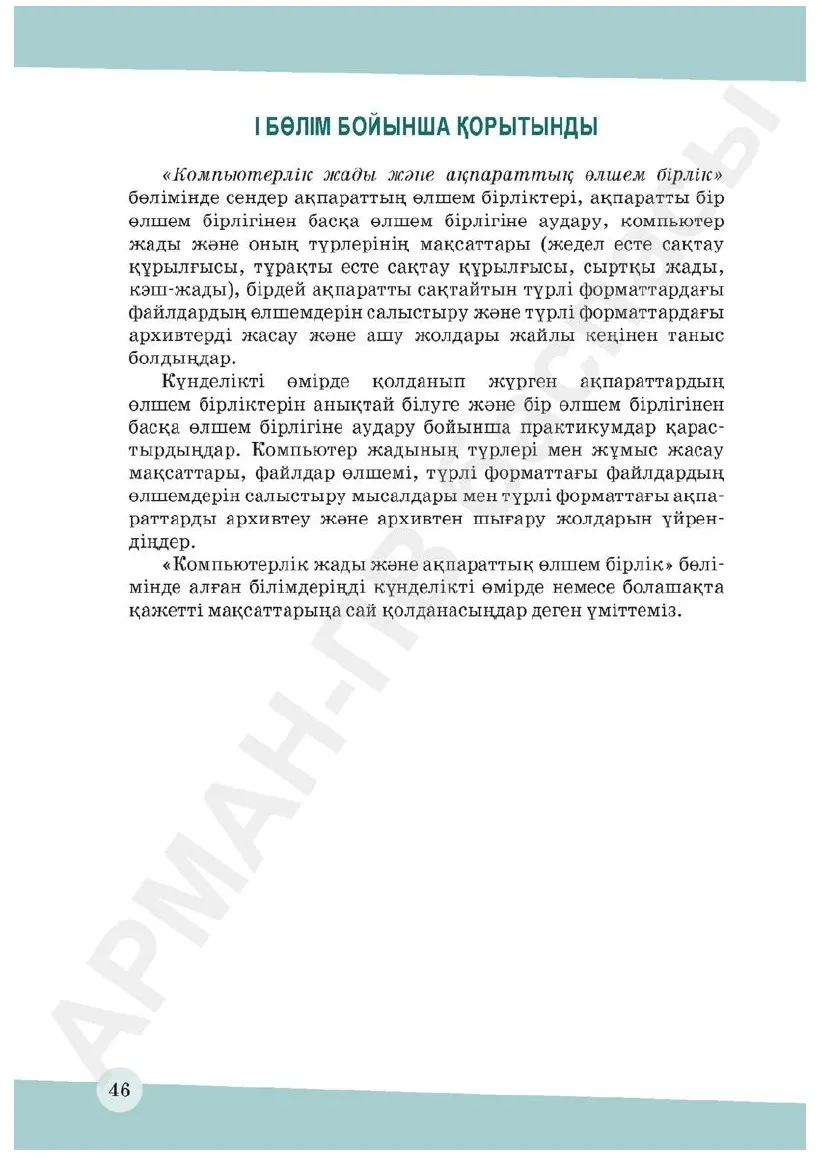 І БӨЛІМ БОЙЫНША ҚОРЫТЫНДЫ
«Компьютерлік жады және ақпараттық өлшем бірлік»
бөлімінде сендер ақпараттың өлшем бірліктері, ақпаратты бір
өлшем бірлігінен басқа өлшем бірлігіне аудару, компьютер
жады және оның түрлерінің мақсаттары (жедел есте сақтау
құрылғысы, тұрақты есте сақтау құрылғысы, сыртқы жады,
кэш-жады), бірдей ақпаратты сақтайтын түрлі форматтардағы
файлдардың өлшемдерін салыстыру және түрлі форматтардағы
архивтерді жасау және ашу жолдары жайлы кеңінен таныс
болдыңдар.
Күнделікті өмірде қолданып жүрген ақпараттардың
өлшем бірліктерін анықтай білуге және бір өлшем бірлігінен
басқа өлшем бірлігіне аудару бойынша практикумдар қарас-
тырдыңдар. Компьютер жадының түрлері мен жұмыс жасау
мақсаттары, файлдар өлшемі, түрлі форматтағы файлдардың
өлшемдерін салыстыру мысалдары мен түрлі форматтағы ақпа-
раттарды архивтеу және архивтен шығару жолдарын үйрен-
діңдер.
«Компьютерлік жады және ақпараттық өлшем бірлік» бөлі-
мінде алған білімдеріңді күнделікті өмірде немесе болашақта
қажетті мақсаттарыңа сай қолданасыңдар деген үміттеміз.
АРМАН-ПВ баспасы
46